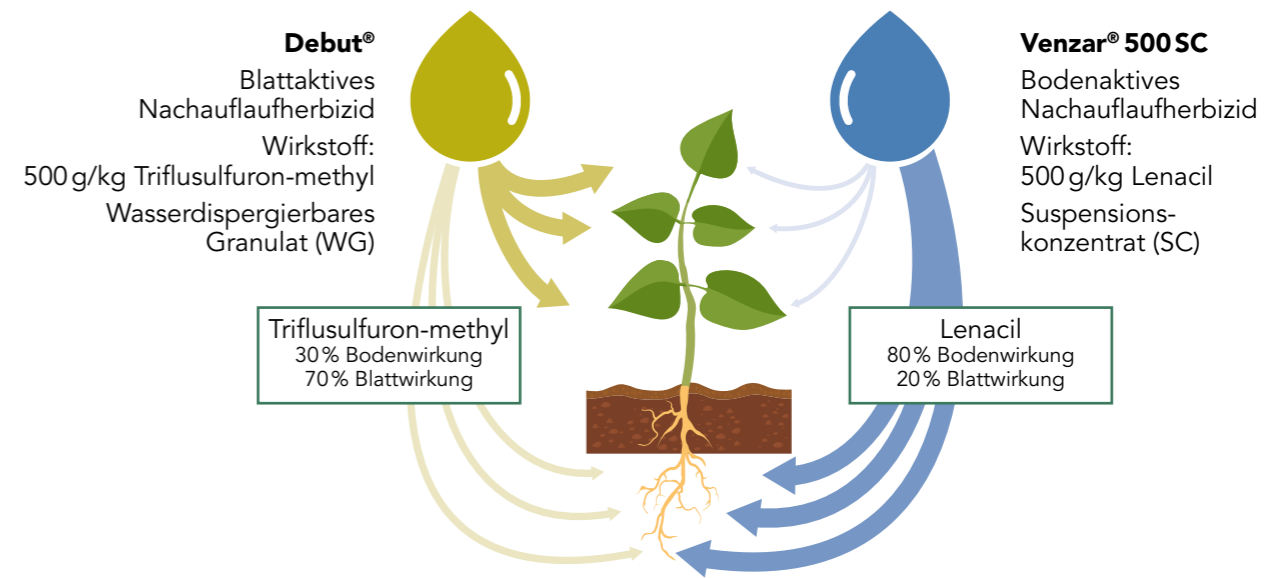 Debut®
Blattaktives
Nachauflaufherbizid
Wirkstoff:
500 g/kg Triflusulfuron-methyl
Wasserdispergierbares
Granulat (WG)
Venzar® 500 SC
Bodenaktives
Nachauflaufherbizid
Wirkstoff:
500 g/kg Lenacil
Suspensions-
konzentrat (SC)
Triflusulfuron-methyl
30 % Bodenwirkung
70 % Blattwirkung
Lenacil
80 % Bodenwirkung
20 % Blattwirkung